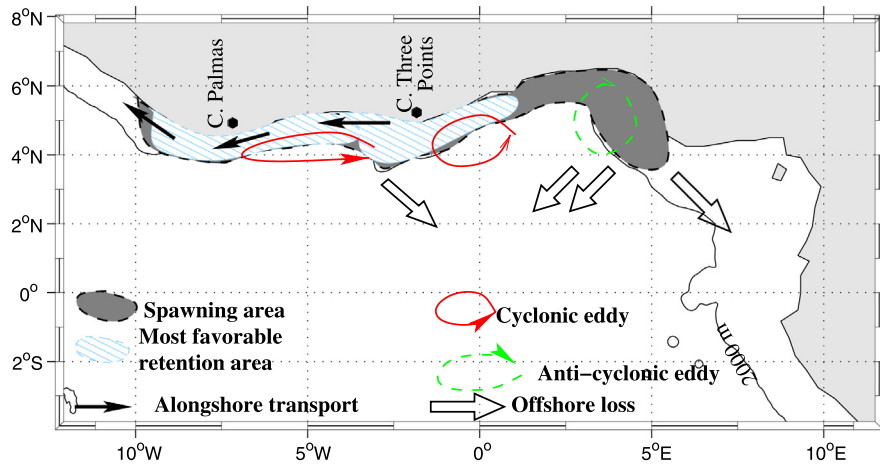 8°N
6°N
4°N
2°N
0°
2°S
C. Palmas
C. Three
Points
Spawning area
Most favorable
retention area
Alongshore transport
Cyclonic eddy
Anti-cyclonic eddy
Offshore loss
2000 m
10°W
5°W
0°
5°E
10°E